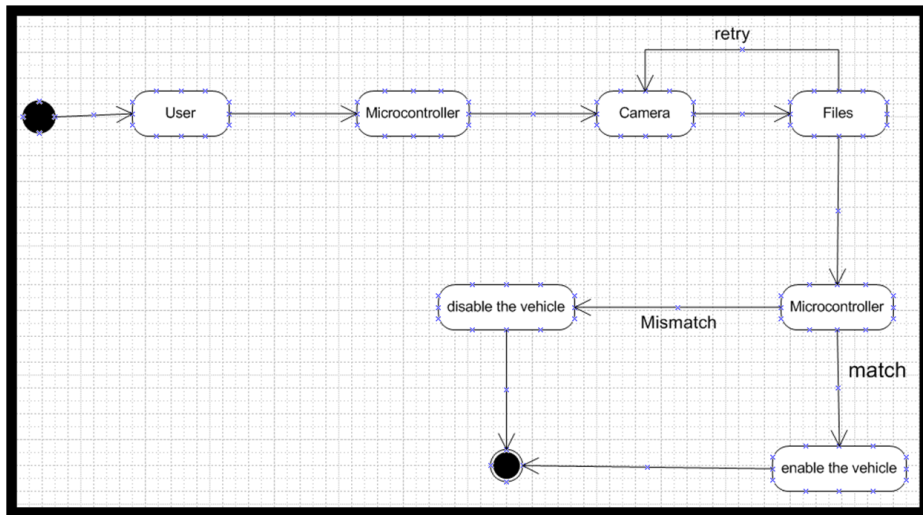 retry
User
Microcontroller
Camera
Files
disable the vehicle
Mismatch
Microcontroller
match
enable the vehicle